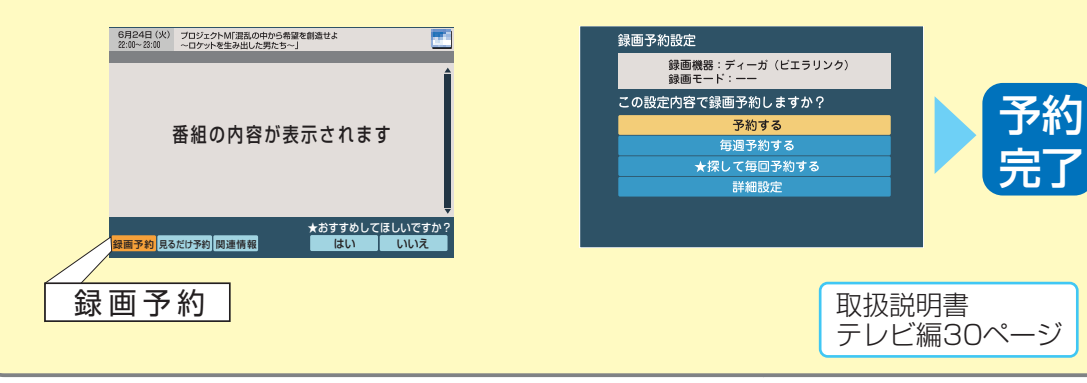 6月24日(火)
22:00~23:00
プロジェクトM「混乱の中から希望を創造せよ
~ロケットを生み出した男たち~」
番組の内容が表示されます
★おすすめしてほしいですか?
録画予約 見るだけ予約 関連情報 はい いいえ
録画予約
録画予約設定
録画機器:ディーガ(ビエラリンク)
録画モード:ーー
この設定内容で録画予約しますか?
予約する
毎週予約する
★探して毎回予約する
詳細設定
予約
完了
取扱説明書
テレビ編30ページ